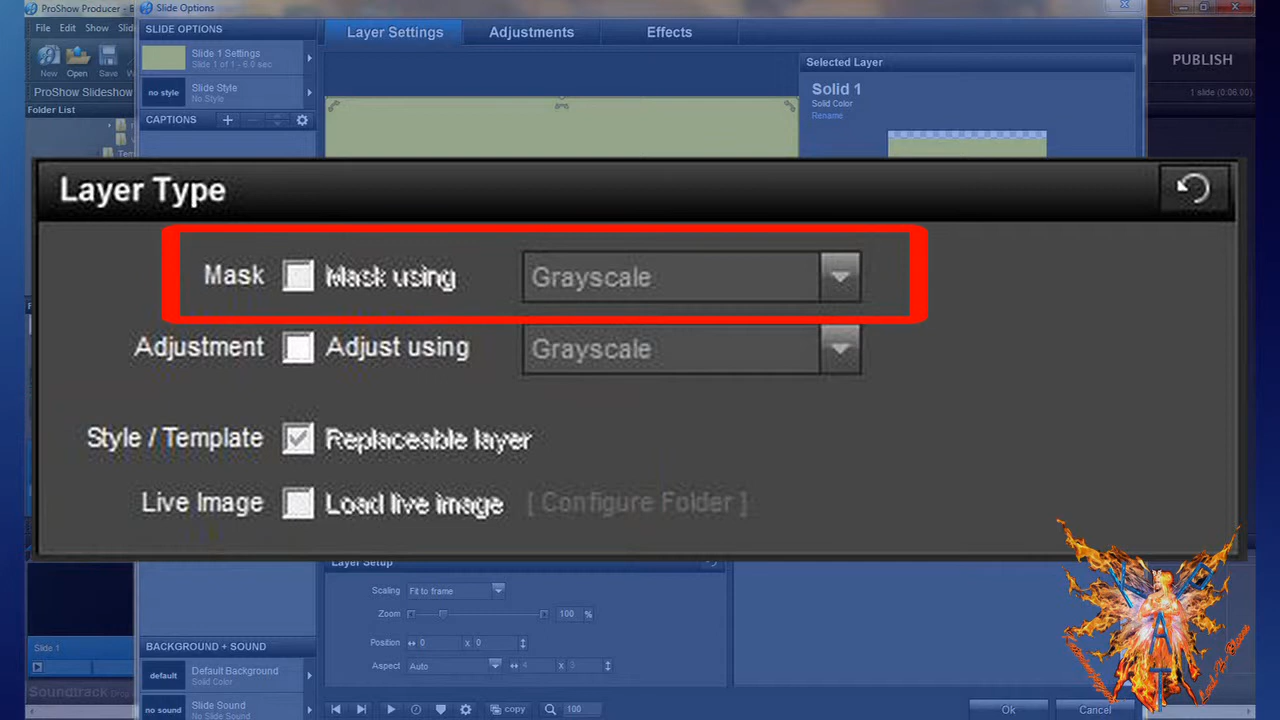 ProShow Producer
Slide Options
File Edit Show
SLIDE OPTIONS
Layer Settings
Adjustments
Effects
Slide 1 Settings
Slide 1 of 1 - 6.0 sec
Selected Layer
New Open Save
no style
Slide Style
No Style
Solid 1
Solid Color
Rename
PUBLISH
ProShow Slideshow
1 slide (0:06.00)
Folder List
CAPTIONS
Layer Type
Mask
Mask using
Grayscale
Adjustment
Adjust using
Grayscale
Style / Template
Replaceable layer
Live Image
Load live image
[ Configure Folder ]
Layer Setup
Scaling
Fit to frame
Zoom
100 %
Position
0 x 0
Aspect
Auto
4 x 3
BACKGROUND + SOUND
Slide 1
default
Default Background
Solid Color
Soundtrack
no sound
Slide Sound
No Slide Sound
copy
100
Ok
Cancel